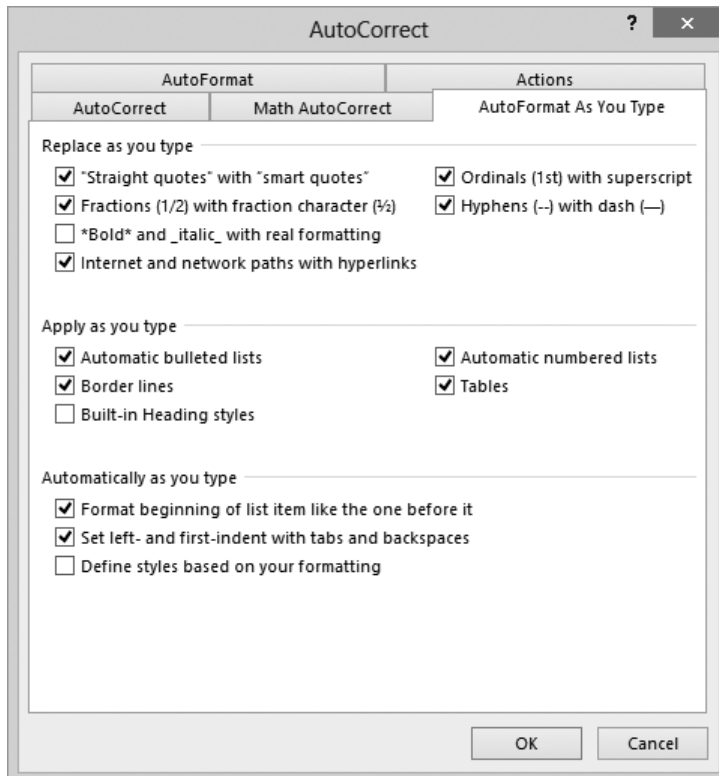 AutoCorrect ? ×
AutoFormat Actions
AutoCorrect Math AutoCorrect AutoFormat As You Type
Replace as you type
"Straight quotes" with “smart quotes” Ordinals (1st) with superscript
Fractions (1/2) with fraction character (½) Hyphens (--) with dash (—)
*Bold* and _italic_ with real formatting
Internet and network paths with hyperlinks
Apply as you type
Automatic bulleted lists Automatic numbered lists
Border lines Tables
Built-in Heading styles
Automatically as you type
Format beginning of list item like the one before it
Set left- and first-indent with tabs and backspaces
Define styles based on your formatting
OK Cancel